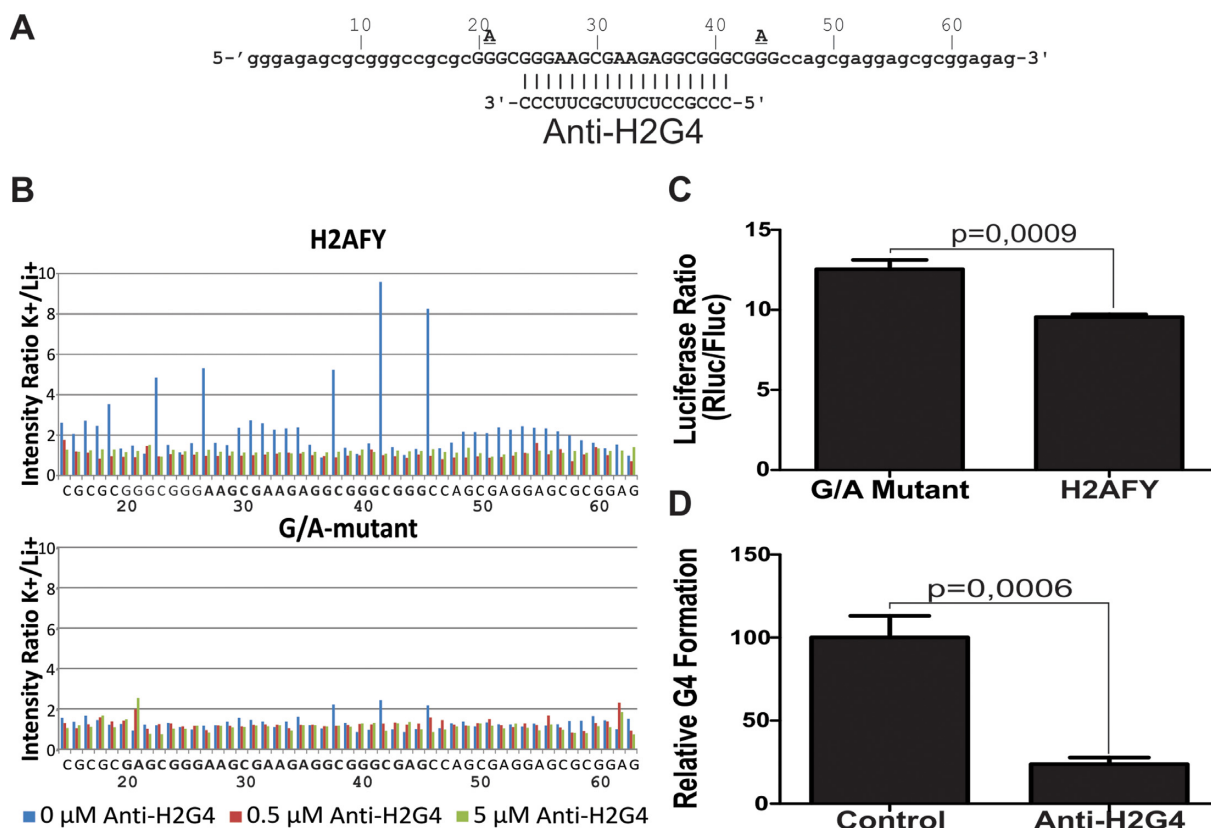 A
10 20 30 40 50 60
A A
5-'gggagagcgcgggccgcgcGGGCGGGAAGCGAAGAGGCGGGCGGGccagcgaggagcgcggagag-3'
3'-CCCUUCGCUUCUCCGCCC-5'
Anti-H2G4
B
H2AFY
Intensity Ratio K+/Li+
10
8
6
4
2
0
CGCGCGGGCGGGAAGCGAAGAGGCGGGCGGGCCAGCGAGGAGCGCGGAG
20 30 40 50 60
G/A-mutant
Intensity Ratio K+/Li+
10
8
6
4
2
0
CGCGCGAGCGGGAAGCGAAGAGGCGGGCGAGCCAGCGAGGAGCGCGGAG
20 30 40 50 60
0 μM Anti-H2G4 0.5 μM Anti-H2G4 5 μM Anti-H2G4
C
Luciferase Ratio
(Rluc/Fluc)
15
10
5
0
p=0,0009
G/A Mutant H2AFY
D
Relative G4 Formation
150
100
50
0
p=0,0006
Control Anti-H2G4